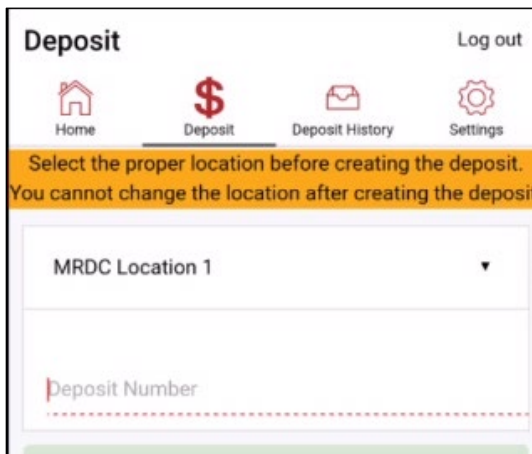 Deposit Log out
Home Deposit Deposit History Settings
Select the proper location before creating the deposit.
You cannot change the location after creating the deposit
MRDC Location 1
Deposit Number